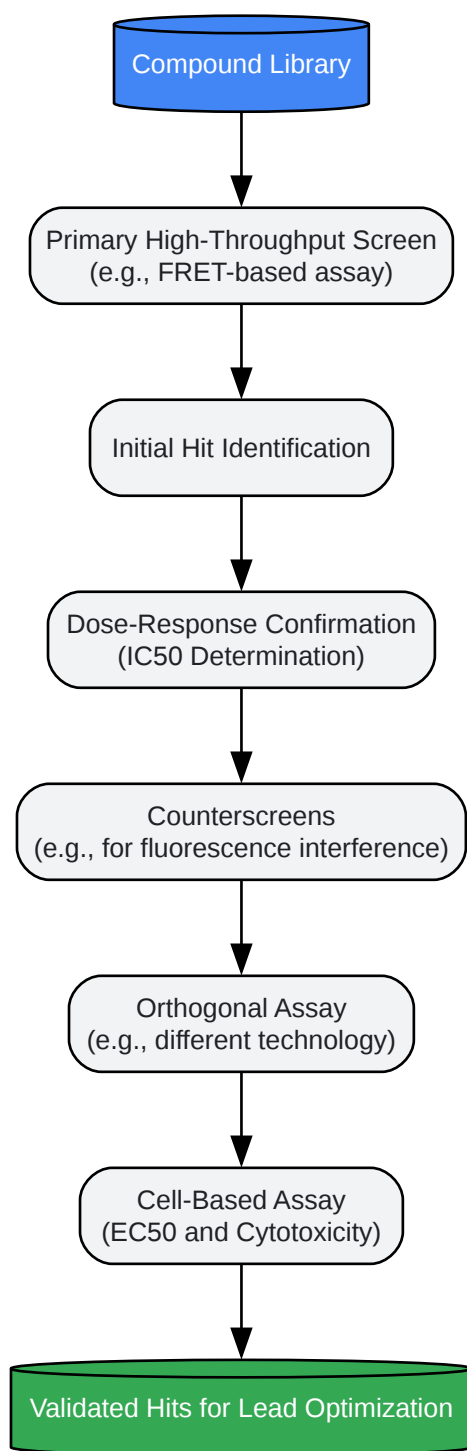 Compound Library
Primary High-Throughput Screen
(e.g., FRET-based assay)
Initial Hit Identification
Dose-Response Confirmation
(IC50 Determination)
Counterscreens
(e.g., for fluorescence interference)
Orthogonal Assay
(e.g., different technology)
Cell-Based Assay
(EC50 and Cytotoxicity)
Validated Hits for Lead Optimization